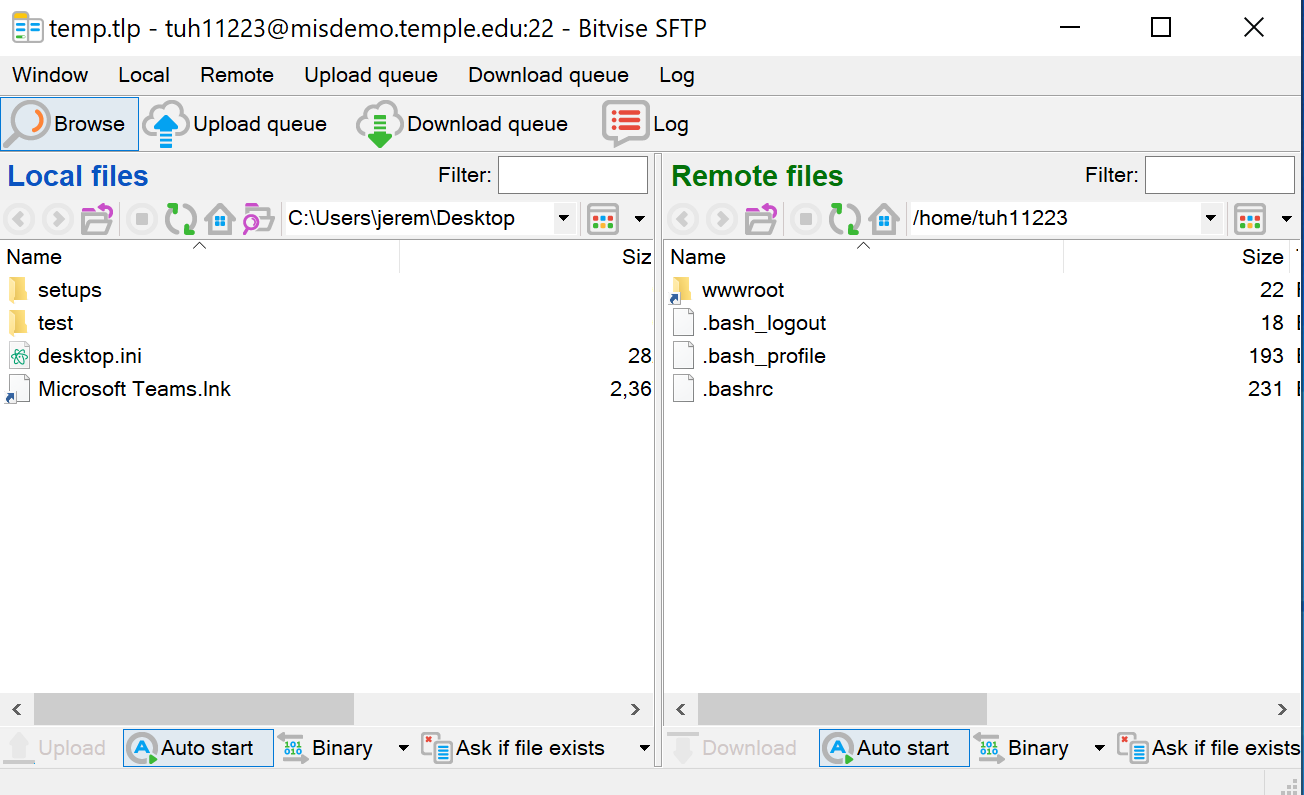 temp.tlp - tuh11223@misdemo.temple.edu:22 - Bitvise SFTP
Window Local Remote Upload queue Download queue Log
Browse Upload queue Download queue Log
Local files Filter:
C:\Users\jerem\Desktop
Name Siz
setups
test
desktop.ini 28
Microsoft Teams.lnk 2,36
Upload Auto start Binary Ask if file exists
Remote files Filter:
/home/tuh11223
Name Size
wwwroot 22
.bash_logout 18
.bash_profile 193
.bashrc 231
Download Auto start Binary Ask if file exists